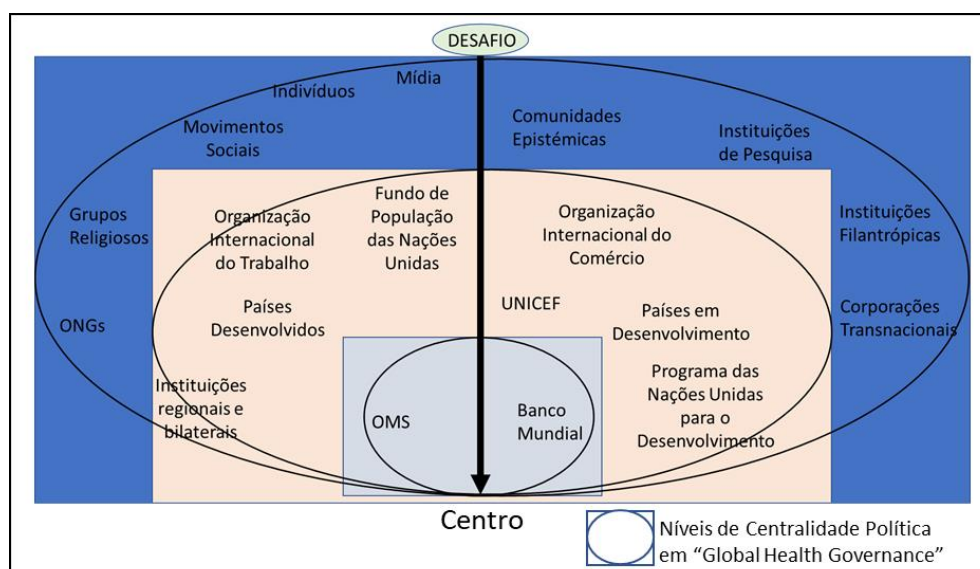 DESAFIO
Mídia
Indivíduos
Movimentos
Sociais
Comunidades
Epistémicas
Instituições
de Pesquisa
Grupos
Religiosos
Organização
Internacional
do Trabalho
Fundo de
População
das Nações
Unidas
Organização
Internacional do
Comércio
Instituições
Filantrópicas
ONGs
Países
Desenvolvidos
UNICEF
Países em
Desenvolvimento
Corporações
Transnacionais
Instituições
regionais e
bilaterais
OMS
Banco
Mundial
Programa das
Nações Unidas
para o
Desenvolvimento
Centro
Níveis de Centralidade Política
em “Global Health Governance”